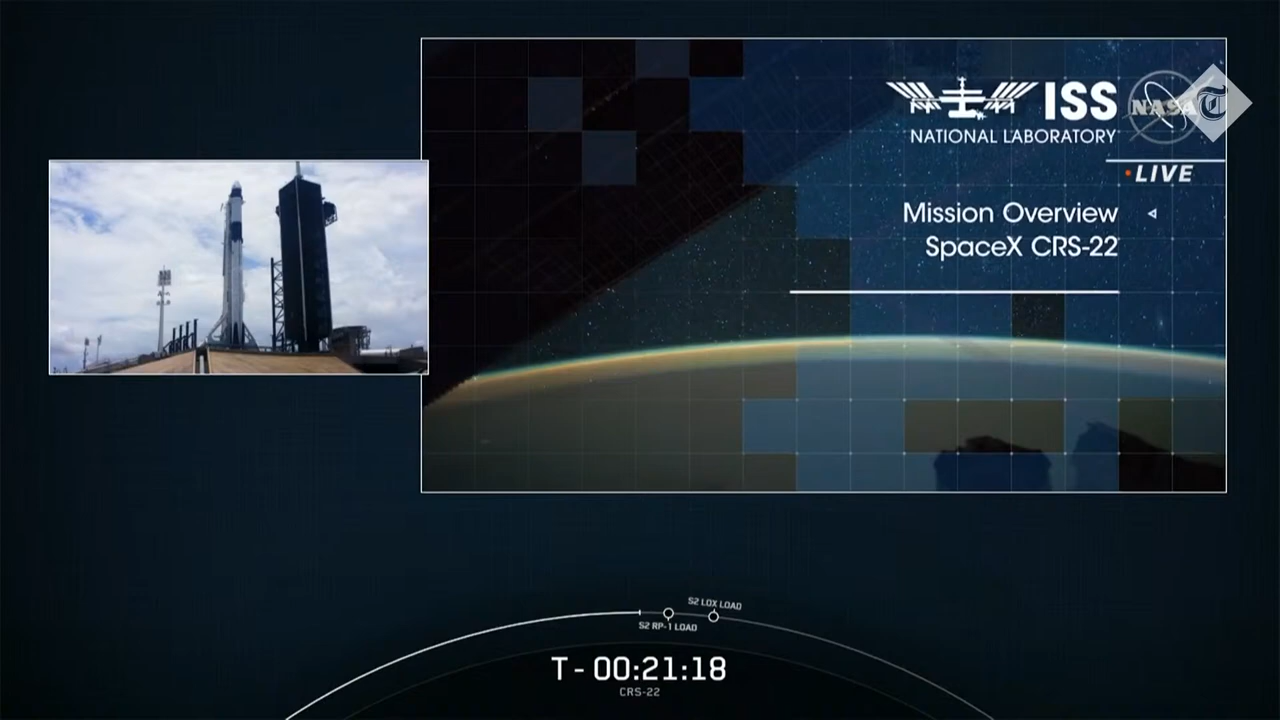 ISS
NASA
T
NATIONAL LABORATORY
LIVE
Mission Overview
SpaceX CRS-22
S2 LOX LOAD
S2 RP-1 LOAD
T- 00:21:18
CRS-22